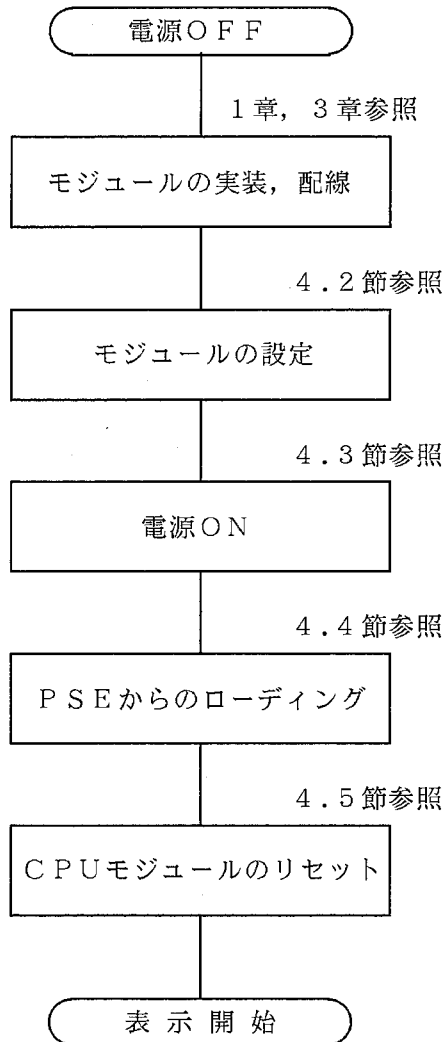 電源ＯＦＦ
１章，３章参照
モジュールの実装，配線
４．２節参照
モジュールの設定
４．３節参照
電源ＯＮ
４．４節参照
ＰＳＥからのローディング
４．５節参照
ＣＰＵモジュールのリセット
表 示 開 始